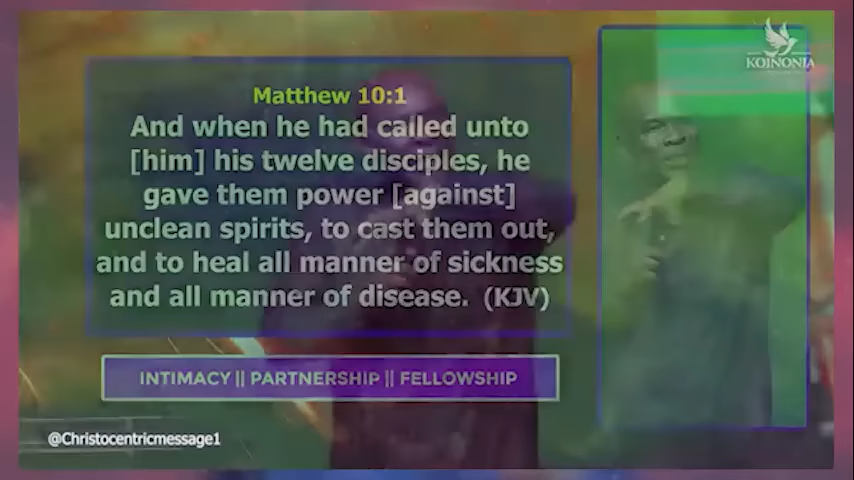 KOINONIA
Matthew 10:1
And when he had called unto
[him] his twelve disciples, he
gave them power [against]
unclean spirits, to cast them out,
and to heal all manner of sickness
and all manner of disease. (KJV)
INTIMACY || PARTNERSHIP || FELLOWSHIP
@Christocentricmessage1